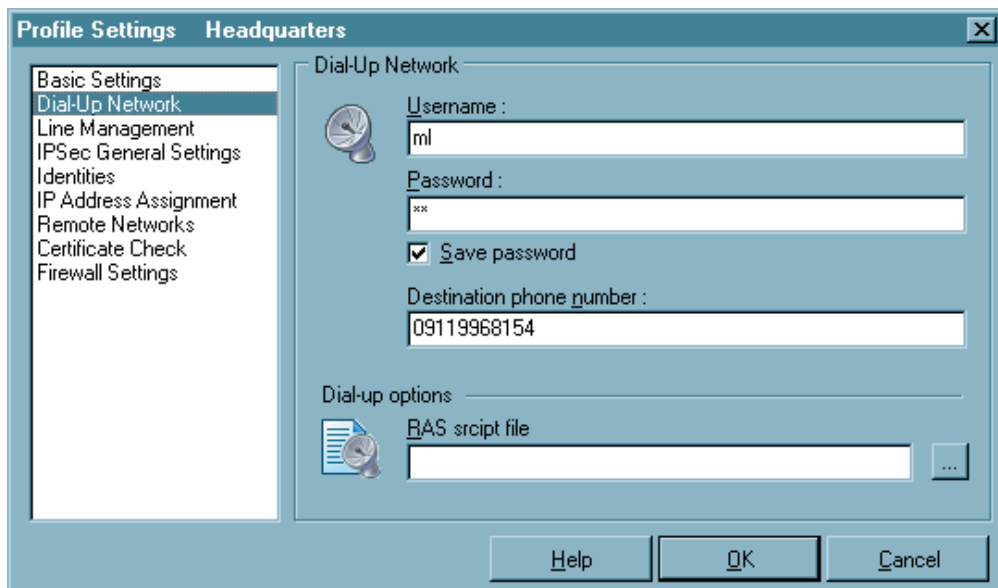 Profile Settings Headquarters
Basic Settings
Dial-Up Network
Line Management
IPSec General Settings
Identities
IP Address Assignment
Remote Networks
Certificate Check
Firewall Settings
Dial-Up Network
Username :
ml
Password :
**
Save password
Destination phone number :
09119968154
Dial-up options
RAS srcipt file
...
Help
OK
Cancel